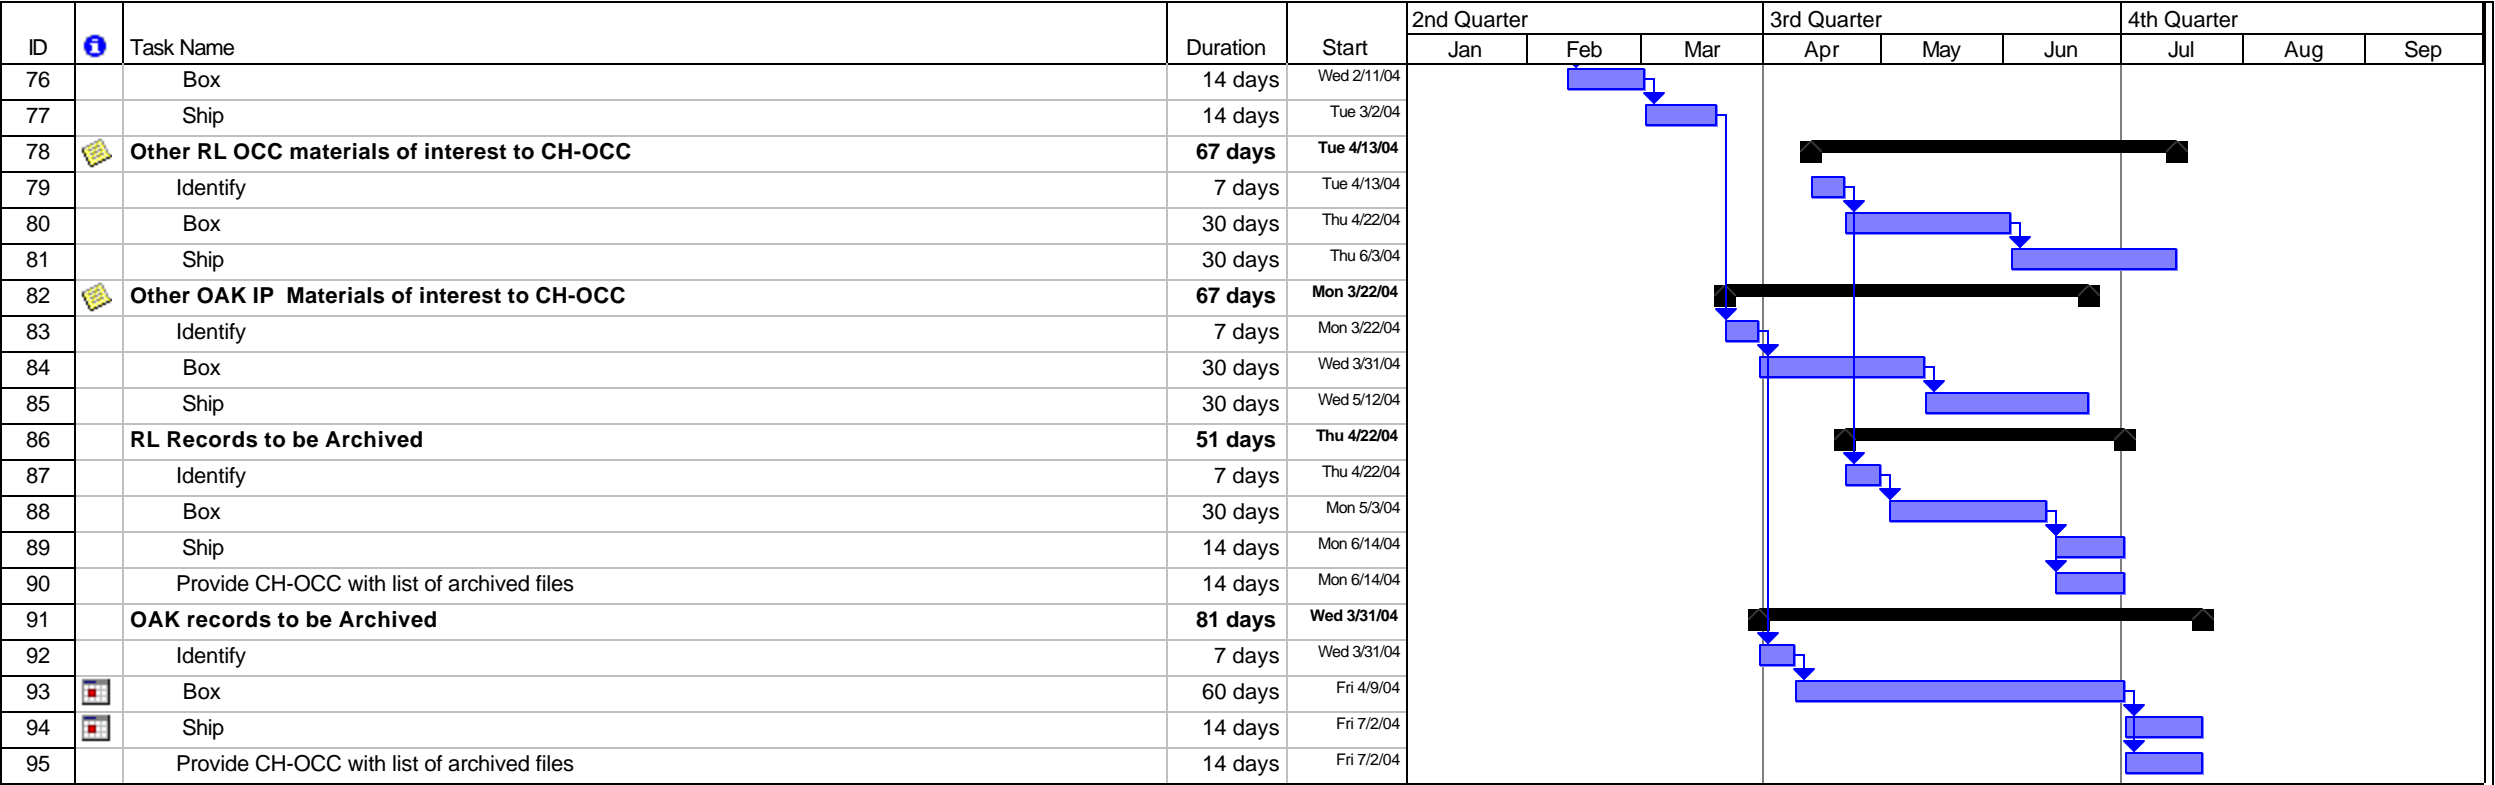 2nd Quarter 3rd Quarter 4th Quarter
ID Task Name Duration Start Jan Feb Mar Apr May Jun Jul Aug Sep
76 Box 14 days Wed 2/11/04
77 Ship 14 days Tue 3/2/04
78 Other RL OCC materials of interest to CH-OCC 67 days Tue 4/13/04
79 Identify 7 days Tue 4/13/04
80 Box 30 days Thu 4/22/04
81 Ship 30 days Thu 6/3/04
82 Other OAK IP Materials of interest to CH-OCC 67 days Mon 3/22/04
83 Identify 7 days Mon 3/22/04
84 Box 30 days Wed 3/31/04
85 Ship 30 days Wed 5/12/04
86 RL Records to be Archived 51 days Thu 4/22/04
87 Identify 7 days Thu 4/22/04
88 Box 30 days Mon 5/3/04
89 Ship 14 days Mon 6/14/04
90 Provide CH-OCC with list of archived files 14 days Mon 6/14/04
91 OAK records to be Archived 81 days Wed 3/31/04
92 Identify 7 days Wed 3/31/04
93 Box 60 days Fri 4/9/04
94 Ship 14 days Fri 7/2/04
95 Provide CH-OCC with list of archived files 14 days Fri 7/2/04